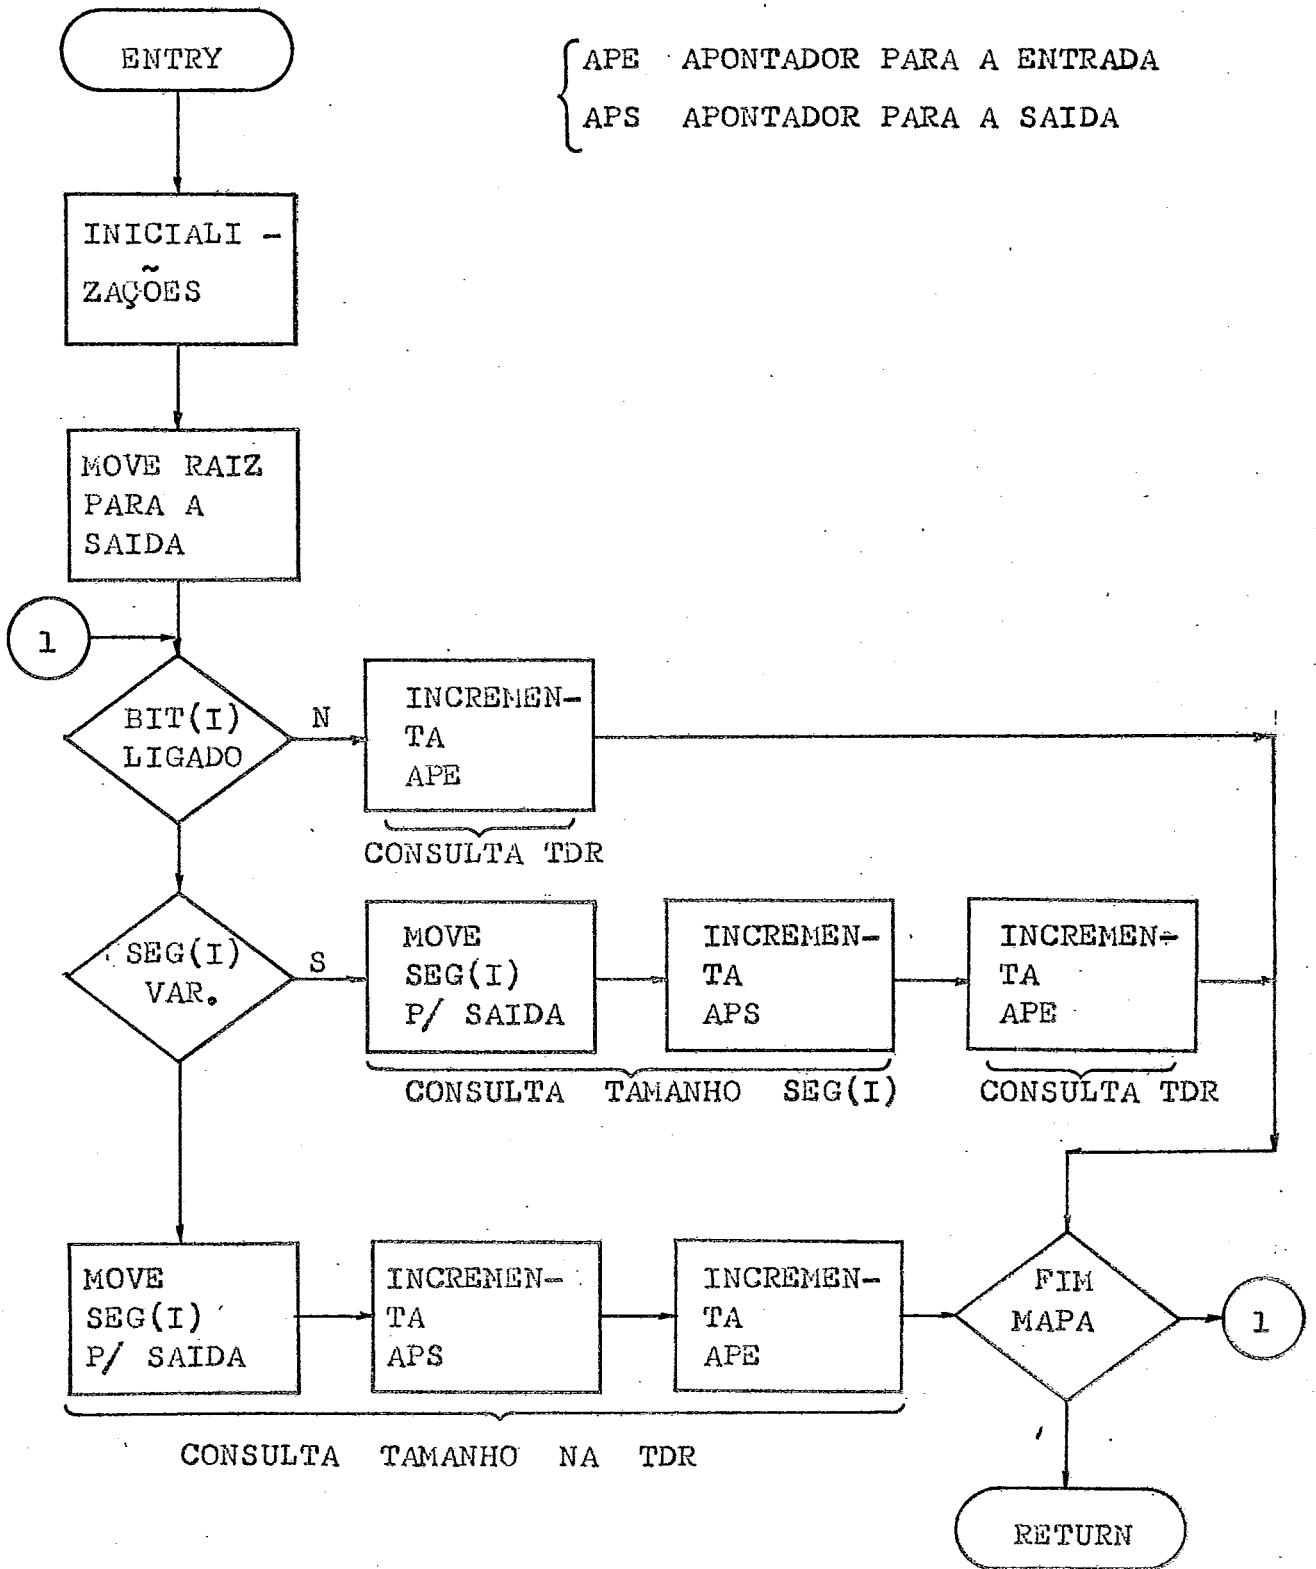 ENTRY
APE APONTADOR PARA A ENTRADA
APS APONTADOR PARA A SAIDA
INICIALI -
ZAÇÕES
MOVE RAIZ
PARA A
SAIDA
1
BIT(I)
LIGADO
N
INCREMEN-
TA
APE
CONSULTA TDR
SEG(I)
VAR.
S
MOVE
SEG(I)
P/ SAIDA
INCREMEN-
TA
APS
INCREMEN-
TA
APE
CONSULTA TAMANHO SEG(I)
CONSULTA TDR
MOVE
SEG(I)
P/ SAIDA
INCREMEN-
TA
APS
INCREMEN-
TA
APE
FIM
MAPA
1
CONSULTA TAMANHO NA TDR
RETURN